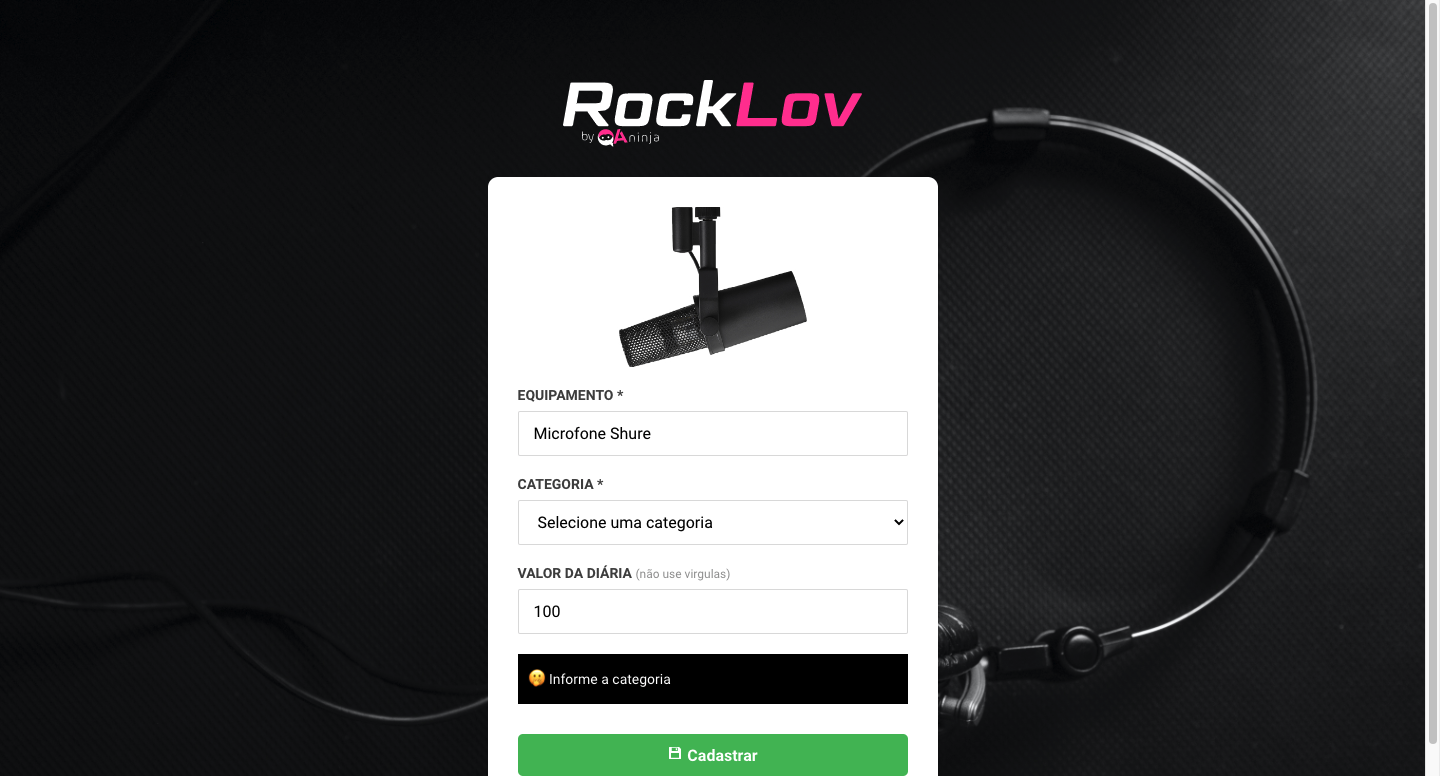 RockLov
by QAninja
EQUIPAMENTO *
Microfone Shure
CATEGORIA *
Selecione uma categoria
VALOR DA DIÁRIA (não use virgulas)
100
🤭 Informe a categoria
Cadastrar